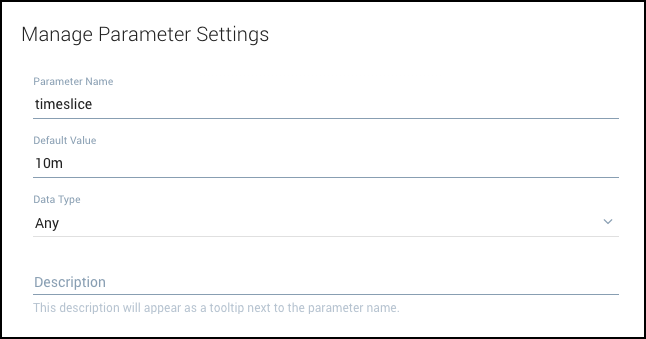 Manage Parameter Settings
Parameter Name
timeslice
Default Value
10m
Data Type
Any
Description
This description will appear as a tooltip next to the parameter name.